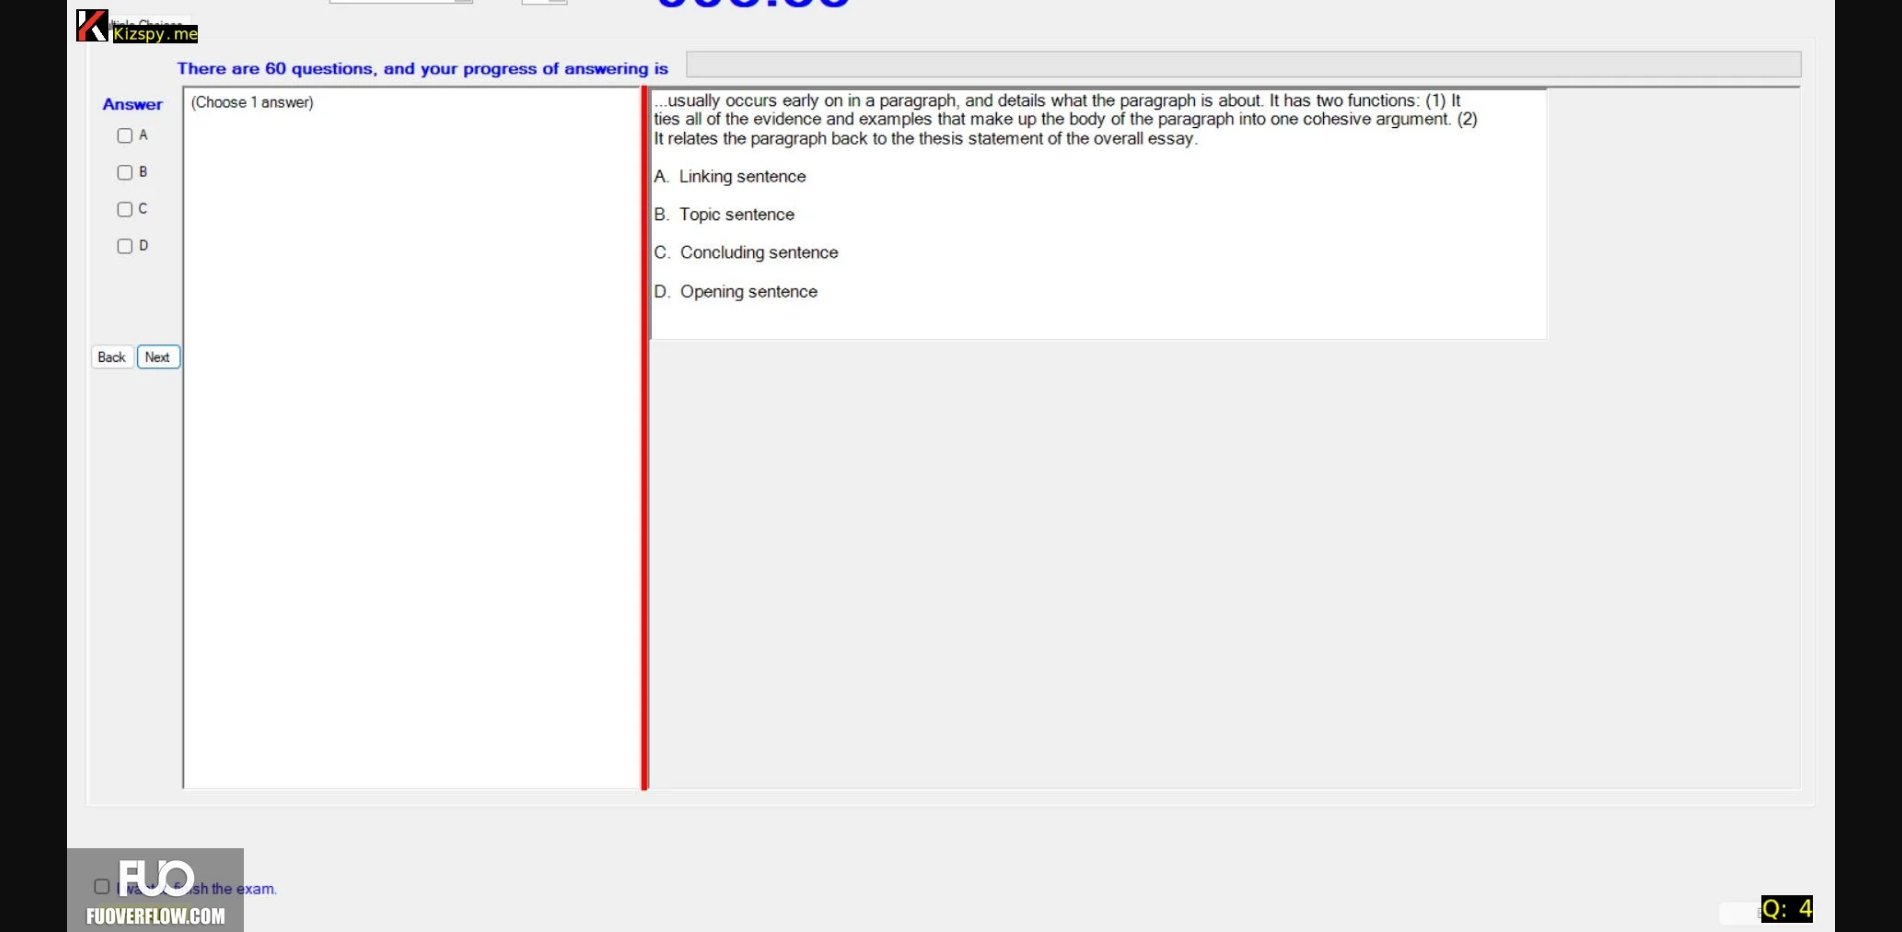 Kizspy.me
There are 60 questions, and your progress of answering is
Answer
(Choose 1 answer)
A
B
C
D
Back
Next
...usually occurs early on in a paragraph, and details what the paragraph is about. It has two functions: (1) It
ties all of the evidence and examples that make up the body of the paragraph into one cohesive argument. (2)
It relates the paragraph back to the thesis statement of the overall essay.
A. Linking sentence
B. Topic sentence
C. Concluding sentence
D. Opening sentence
FUO
the exam.
FUOVERFLOW.COM
Q: 4